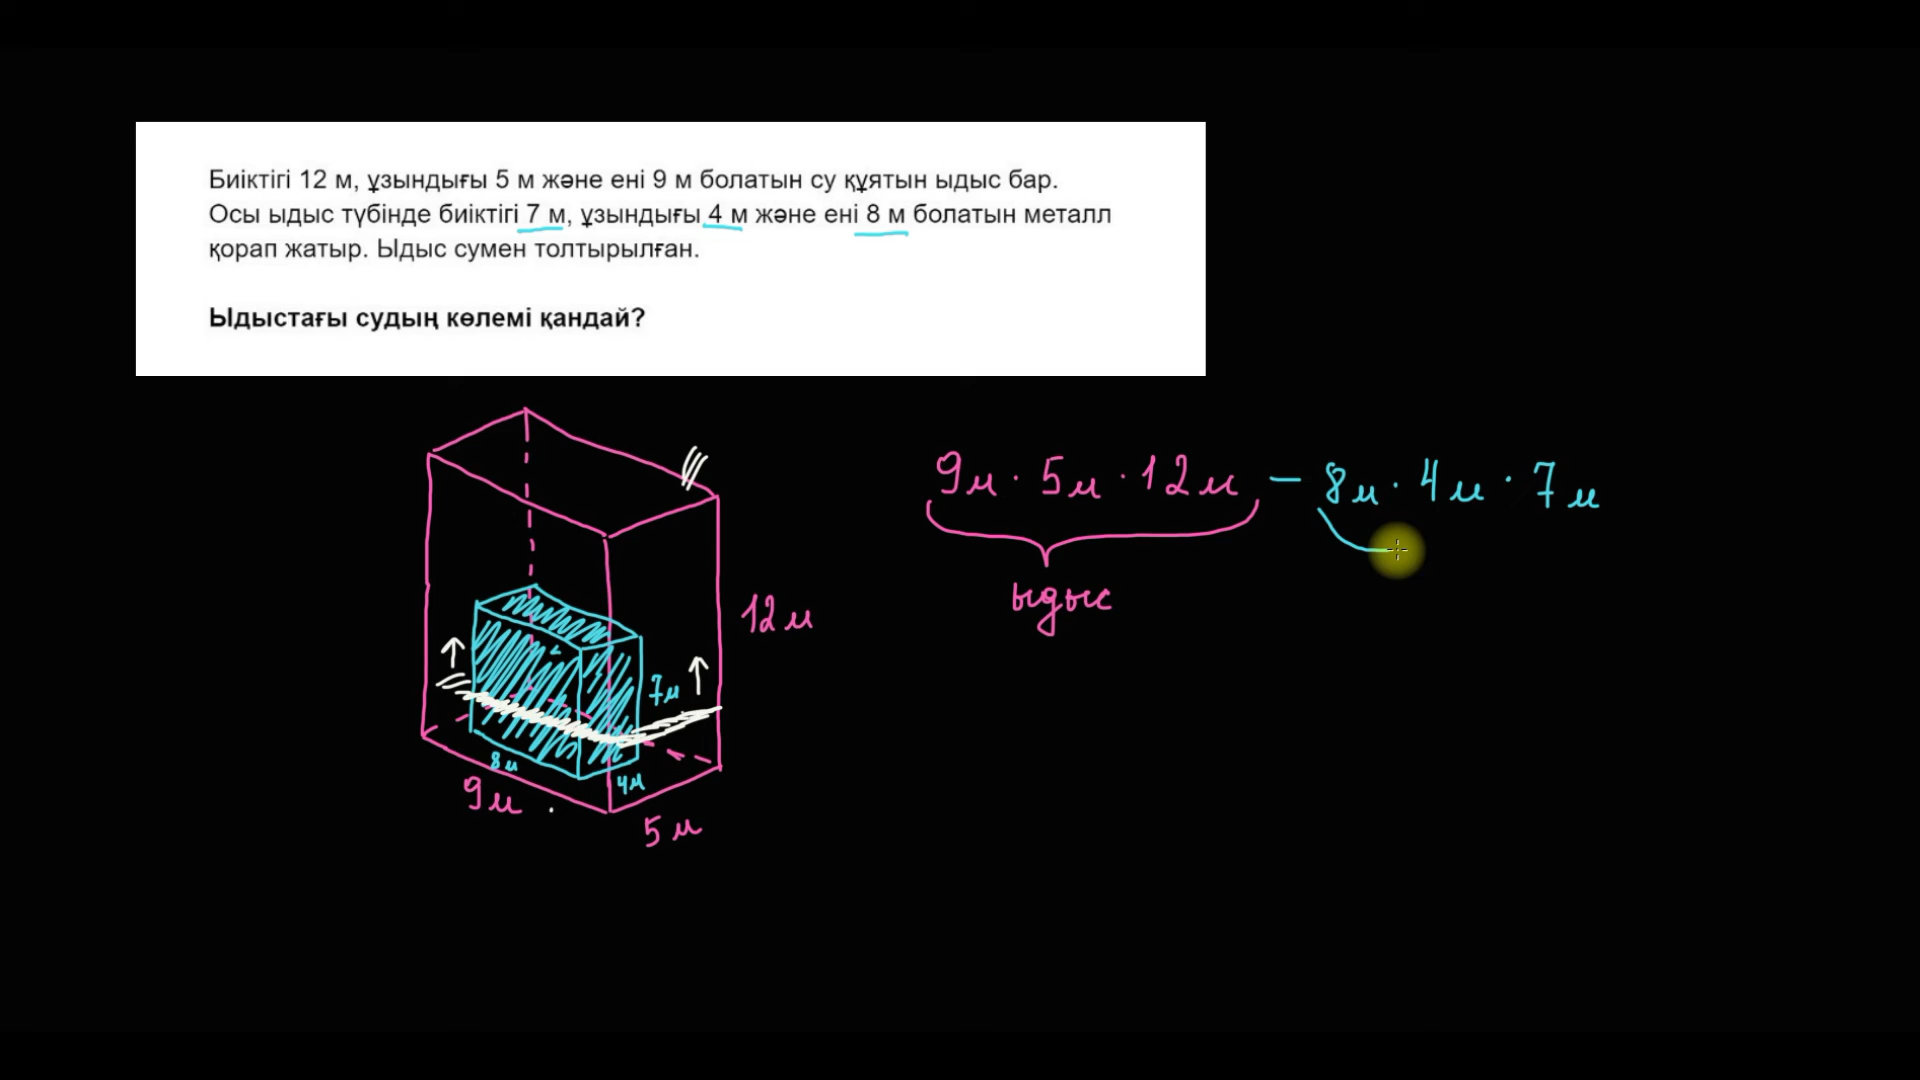 Биіктігі 12 м, ұзындығы 5 м және ені 9 м болатын су құятын ыдыс бар.
Осы ыдыс түбінде биіктігі 7 м, ұзындығы 4 м және ені 8 м болатын металл
қорап жатыр. Ыдыс сумен толтырылған.
Ыдыстағы судың көлемі қандай?
9м · 5м · 12м − 8м · 4м · 7м
ыдыс
12м
7м
8м
4м
9м
5м